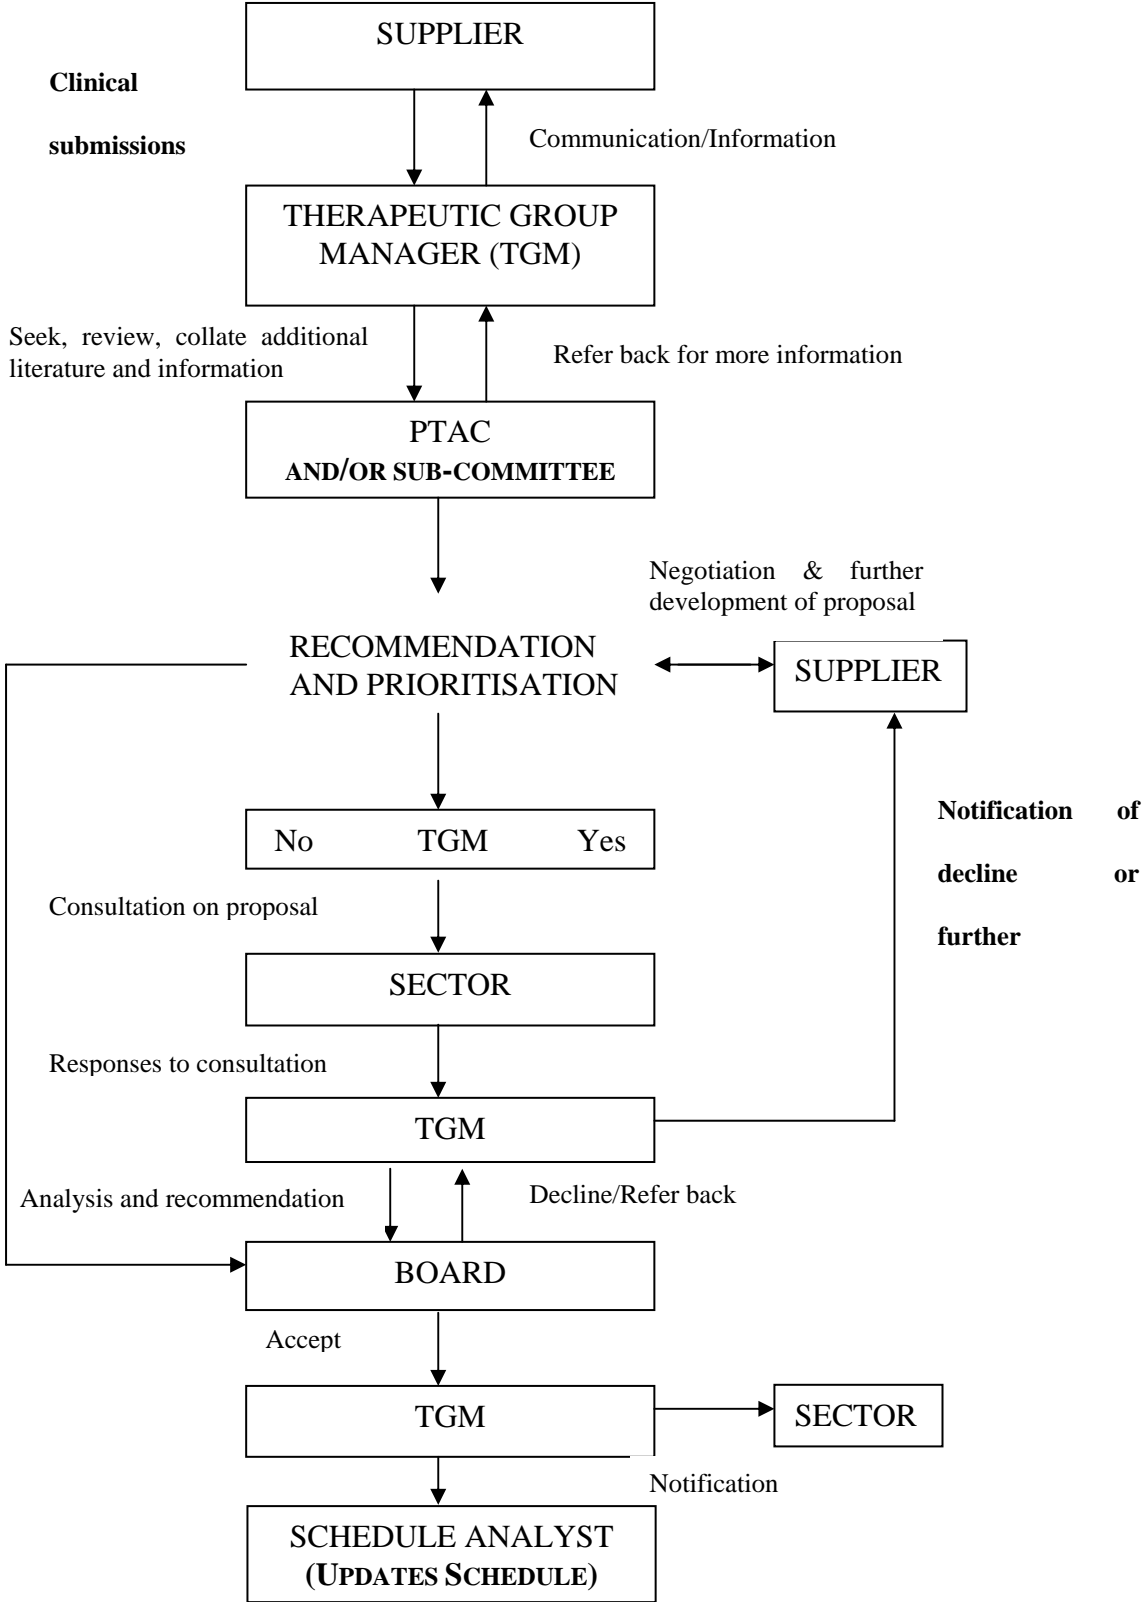 SUPPLIER
Clinical
submissions
Communication/Information
THERAPEUTIC GROUP
MANAGER (TGM)
Seek, review, collate additional
literature and information
Refer back for more information
PTAC
AND/OR SUB-COMMITTEE
Negotiation & further
development of proposal
RECOMMENDATION
AND PRIORITISATION
SUPPLIER
No TGM Yes
Notification of
decline or
further
Consultation on proposal
SECTOR
Responses to consultation
TGM
Analysis and recommendation
Decline/Refer back
BOARD
Accept
TGM
SECTOR
Notification
SCHEDULE ANALYST
(UPDATES SCHEDULE)